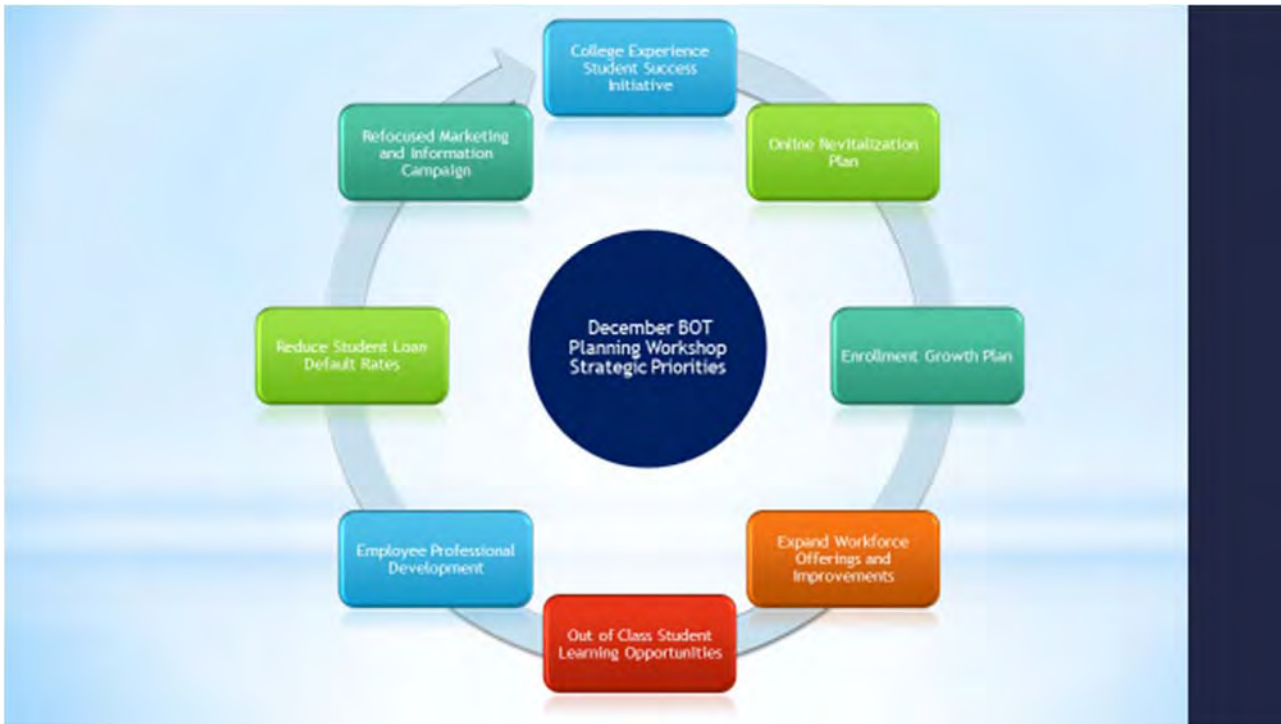 College Experience
Student Success
Initiative
Online Revitalization
Plan
Enrollment Growth Plan
Expand Workforce
Offerings and
Improvements
Out of Class Student
Learning Opportunities
Employee Professional
Development
Reduce Student Loan
Default Rates
Refocused Marketing
and Information
Campaign
December BOT
Planning Workshop
Strategic Priorities